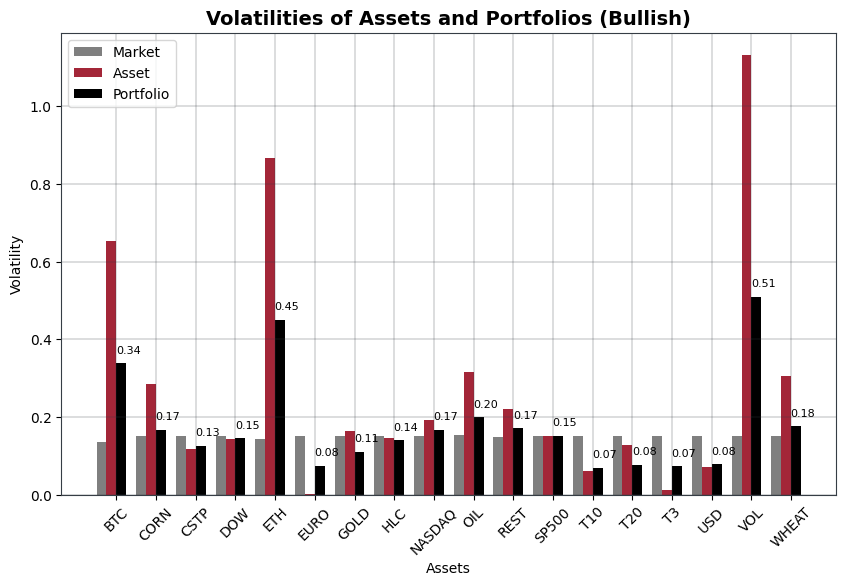 Volatilities of Assets and Portfolios (Bullish)
Market
Asset
Portfolio
Volatility
1.0
0.8
0.6
0.4
0.2
0.0
0.34
0.17
0.13
0.15
0.45
0.08
0.11
0.14
0.17
0.20
0.17
0.15
0.07
0.08
0.07
0.08
0.51
0.18
BTC
CORN
CSTP
DOW
ETH
EURO
GOLD
HLC
NASDAQ
OIL
REST
SP500
T10
T20
T3
USD
VOL
WHEAT
Assets